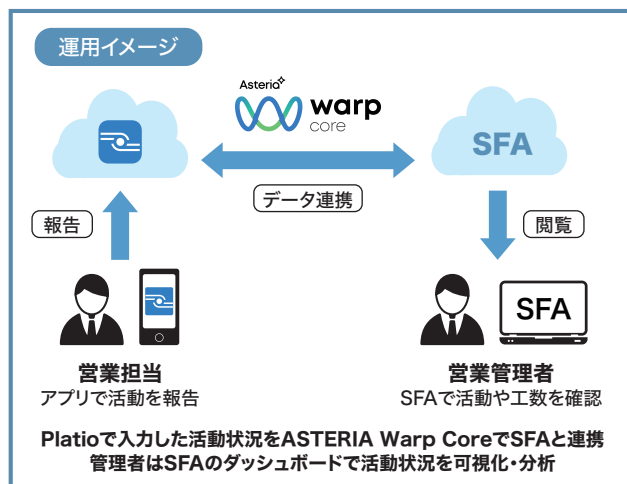 運用イメージ
Asteria
warp
core
SFA
データ連携
報告
閲覧
SFA
営業担当
アプリで活動を報告
営業管理者
SFAで活動や工数を確認
Platioで入力した活動状況をASTERIA Warp CoreでSFAと連携
管理者はSFAのダッシュボードで活動状況を可視化・分析